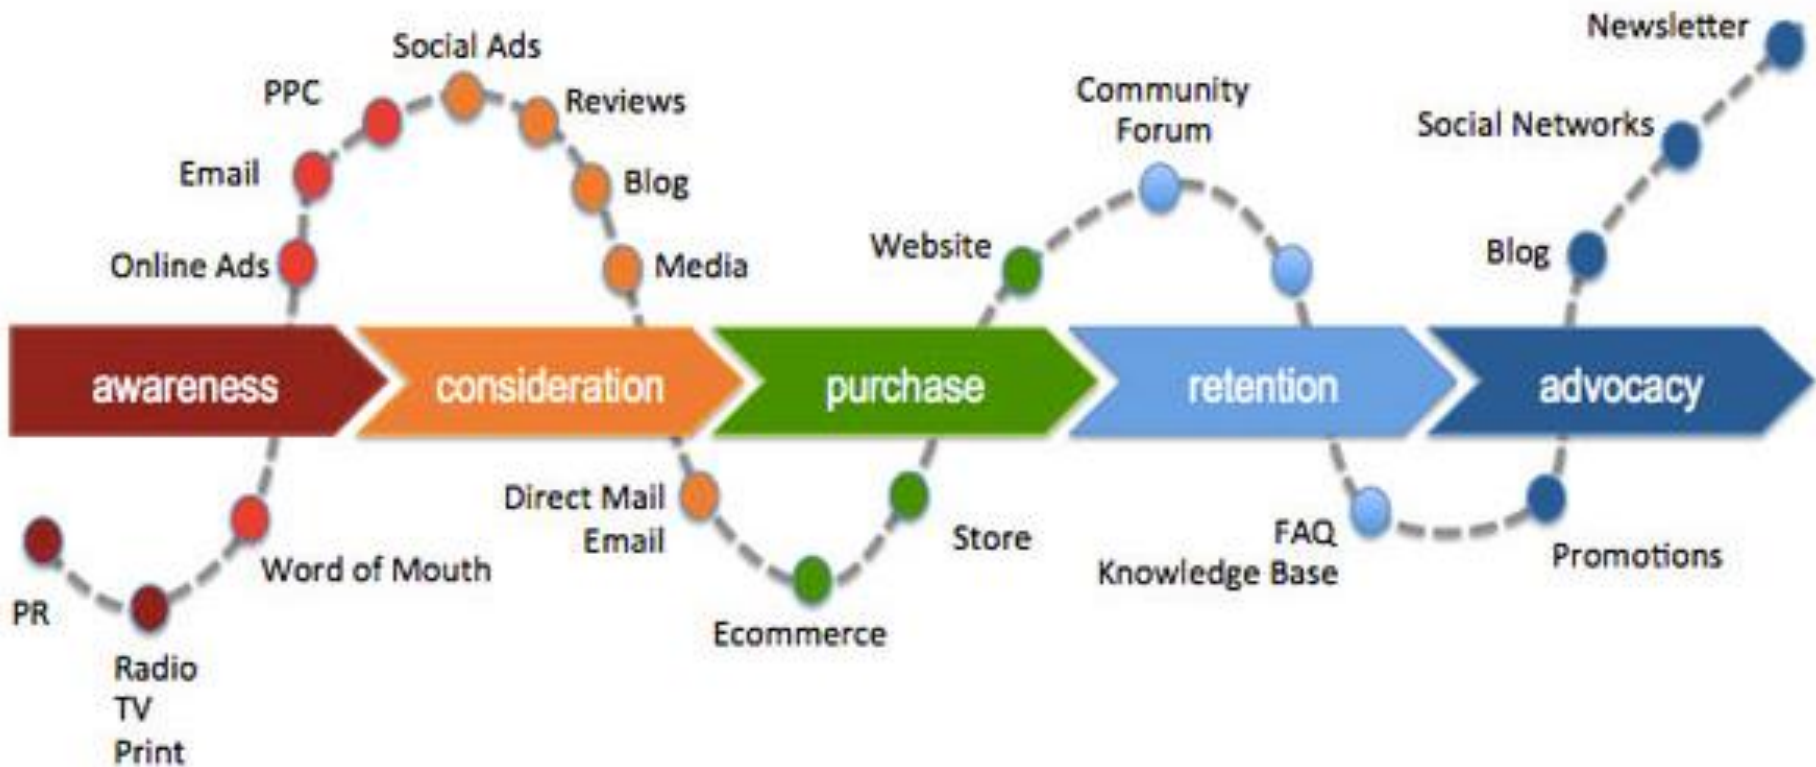 Social Ads
PPC
Reviews
Email
Blog
Online Ads
Media
Community
Forum
Website
Newsletter
Social Networks
Blog
awareness
consideration
purchase
retention
advocacy
PR
Radio
TV
Print
Word of Mouth
Direct Mail
Email
Ecommerce
Store
FAQ
Knowledge Base
Promotions